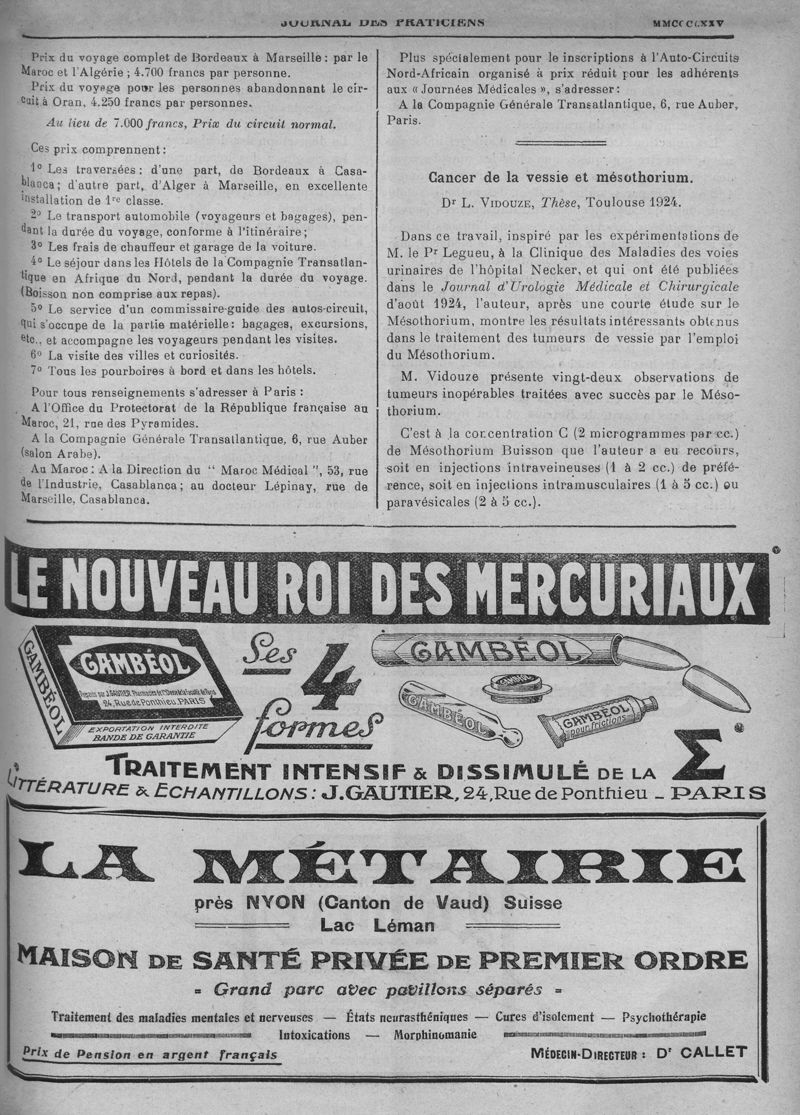 JOURNAL DES PRATICIENS
Prix du voyage complet de Bordeaux à Marseille : par le
Maroc et l'Algérie ; 4.700 francs par personne.
Prix du voyage pour les personnes abandonnant le cir-
cuit à Oran, 4.250 francs par personnes.
Au lieu de 7.000 francs, Prix du circuit normal.
Ces prix comprennent :
1º Les traversées : d'une part, de Bordeaux à Casa-
blanca ; d'autre part, d'Alger à Marseille, en excellente
installation de 1re classe.
2º Le transport automobile (voyageurs et bagages), pen-
dant la durée du voyage, conforme à l'itinéraire ;
3º Les frais de chauffeur et garage de la voiture.
4º Le séjour dans les Hôtels de la Compagnie Transatlan-
tique en Afrique du Nord, pendant la durée du voyage.
(Boisson non comprise aux repas).
5º Le service d'un commissaire-guide des autos-circuit,
qui s'occupe de la partie matérielle : bagages, excursions,
etc., et accompagne les voyageurs pendant les visites.
6º La visite des villes et curiosités.
7º Tous les pourboires à bord et dans les hôtels.
Pour tous renseignements s'adresser à Paris :
A l'Office du Protectorat de la République française au
Maroc, 21, rue des Pyramides.
A la Compagnie Générale Transatlantique, 6, rue Auber
(salon Arabe).
Au Maroc : A la Direction du " Maroc Médical ", 53, rue
de l'Industrie, Casablanca ; au docteur Lépinay, rue de
Marseille, Casablanca.
Plus spécialement pour le inscriptions à l'Auto-Circuits
Nord-Africain organisé à prix réduit pour les adhérents
aux « Journées Médicales », s'adresser :
A la Compagnie Générale Transatlantique, 6, rue Auber,
Paris.
Cancer de la vessie et mésothorium.
Dr L. VIDOUZE, Thèse, Toulouse 1924.
Dans ce travail, inspiré par les expérimentations de
M. le Pr Legueu, à la Clinique des Maladies des voies
urinaires de l'hôpital Necker, et qui ont été publiées
dans le Journal d'Urologie Médicale et Chirurgicale
d'août 1924, l'auteur, après une courte étude sur le
Mésothorium, montre les résultats intéressants obtenus
dans le traitement des tumeurs de vessie par l'emploi
du Mésothorium.
M. Vidouze présente vingt-deux observations de
tumeurs inopérables traitées avec succès par le Méso-
thorium.
C'est à la concentration C (2 microgrammes par cc.)
de Mésothorium Buisson que l'auteur a eu recours,
soit en injections intraveineuses (1 à 2 cc.) de préfé-
rence, soit en injections intramusculaires (1 à 5 cc.) ou
paravésicales (2 à 5 cc.).
LE NOUVEAU ROI DES MERCURIAUX
GAMBÉOL
GAMBÉOL
24, Rue de Ponthieu, PARIS
EXPORTATION INTERDITE
BANDE DE GARANTIE
Ses 4 formes
GAMBÉOL
GAMBÉOL
GAMBÉOL
GAMBÉOL
pour frictions
TRAITEMENT INTENSIF & DISSIMULÉ DE LA Σ
LITTÉRATURE & ECHANTILLONS : J.GAUTIER, 24, Rue de Ponthieu _ PARIS
LA MÉTAIRIE
près NYON (Canton de Vaud) Suisse
Lac Léman
MAISON DE SANTÉ PRIVÉE DE PREMIER ORDRE
= Grand parc avec pavillons séparés =
Traitement des maladies mentales et nerveuses — États neurasthéniques — Cures d'isolement — Psychothérapie
Intoxications — Morphinomanie
Prix de Pension en argent français
MÉDECIN-DIRECTEUR : Dr CALLET